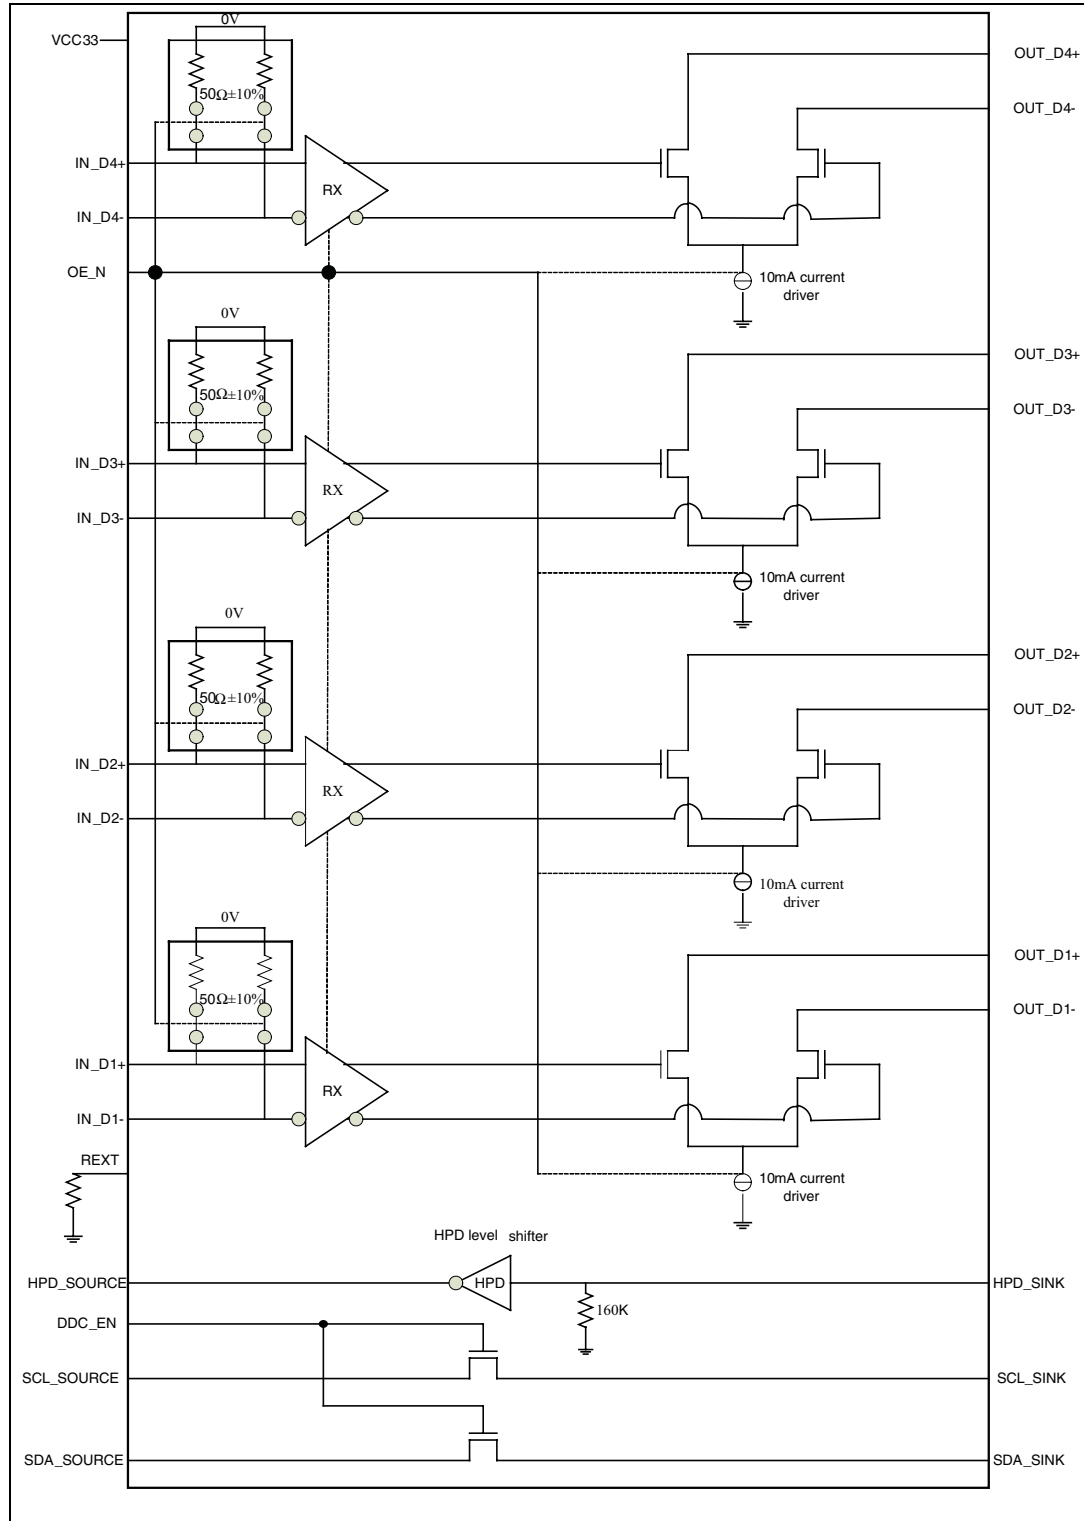 0V
VCC33
OUT_D4+
50Ω±10%
OUT_D4-
IN_D4+
RX
IN_D4-
OE_N
10mA current
driver
0V
OUT_D3+
50Ω±10%
OUT_D3-
IN_D3+
RX
IN_D3-
10mA current
driver
0V
OUT_D2+
50Ω±10%
OUT_D2-
IN_D2+
RX
IN_D2-
10mA current
driver
0V
OUT_D1+
50Ω±10%
OUT_D1-
IN_D1+
RX
IN_D1-
REXT
10mA current
driver
HPD level shifter
HPD_SOURCE
HPD
HPD_SINK
160K
DDC_EN
SCL_SOURCE
SCL_SINK
SDA_SOURCE
SDA_SINK